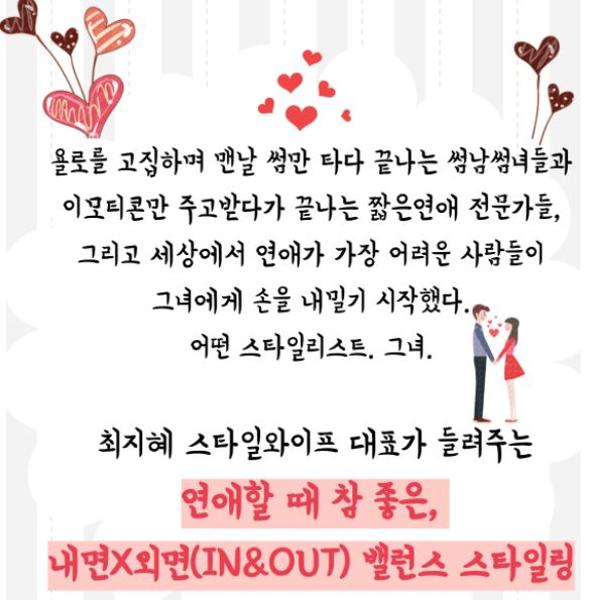 욜로를 고집하며 맨날 썸만 타다 끝나는 썸남썸녀들과
이모티콘만 주고받다가 끝나는 짧은연애 전문가들,
그리고 세상에서 연애가 가장 어려운 사람들이
그녀에게 손을 내밀기 시작했다.
어떤 스타일리스트. 그녀.
최지혜 스타일와이프 대표가 들려주는
연애할 때 참 좋은,
내면X외면(IN&OUT) 밸런스 스타일링